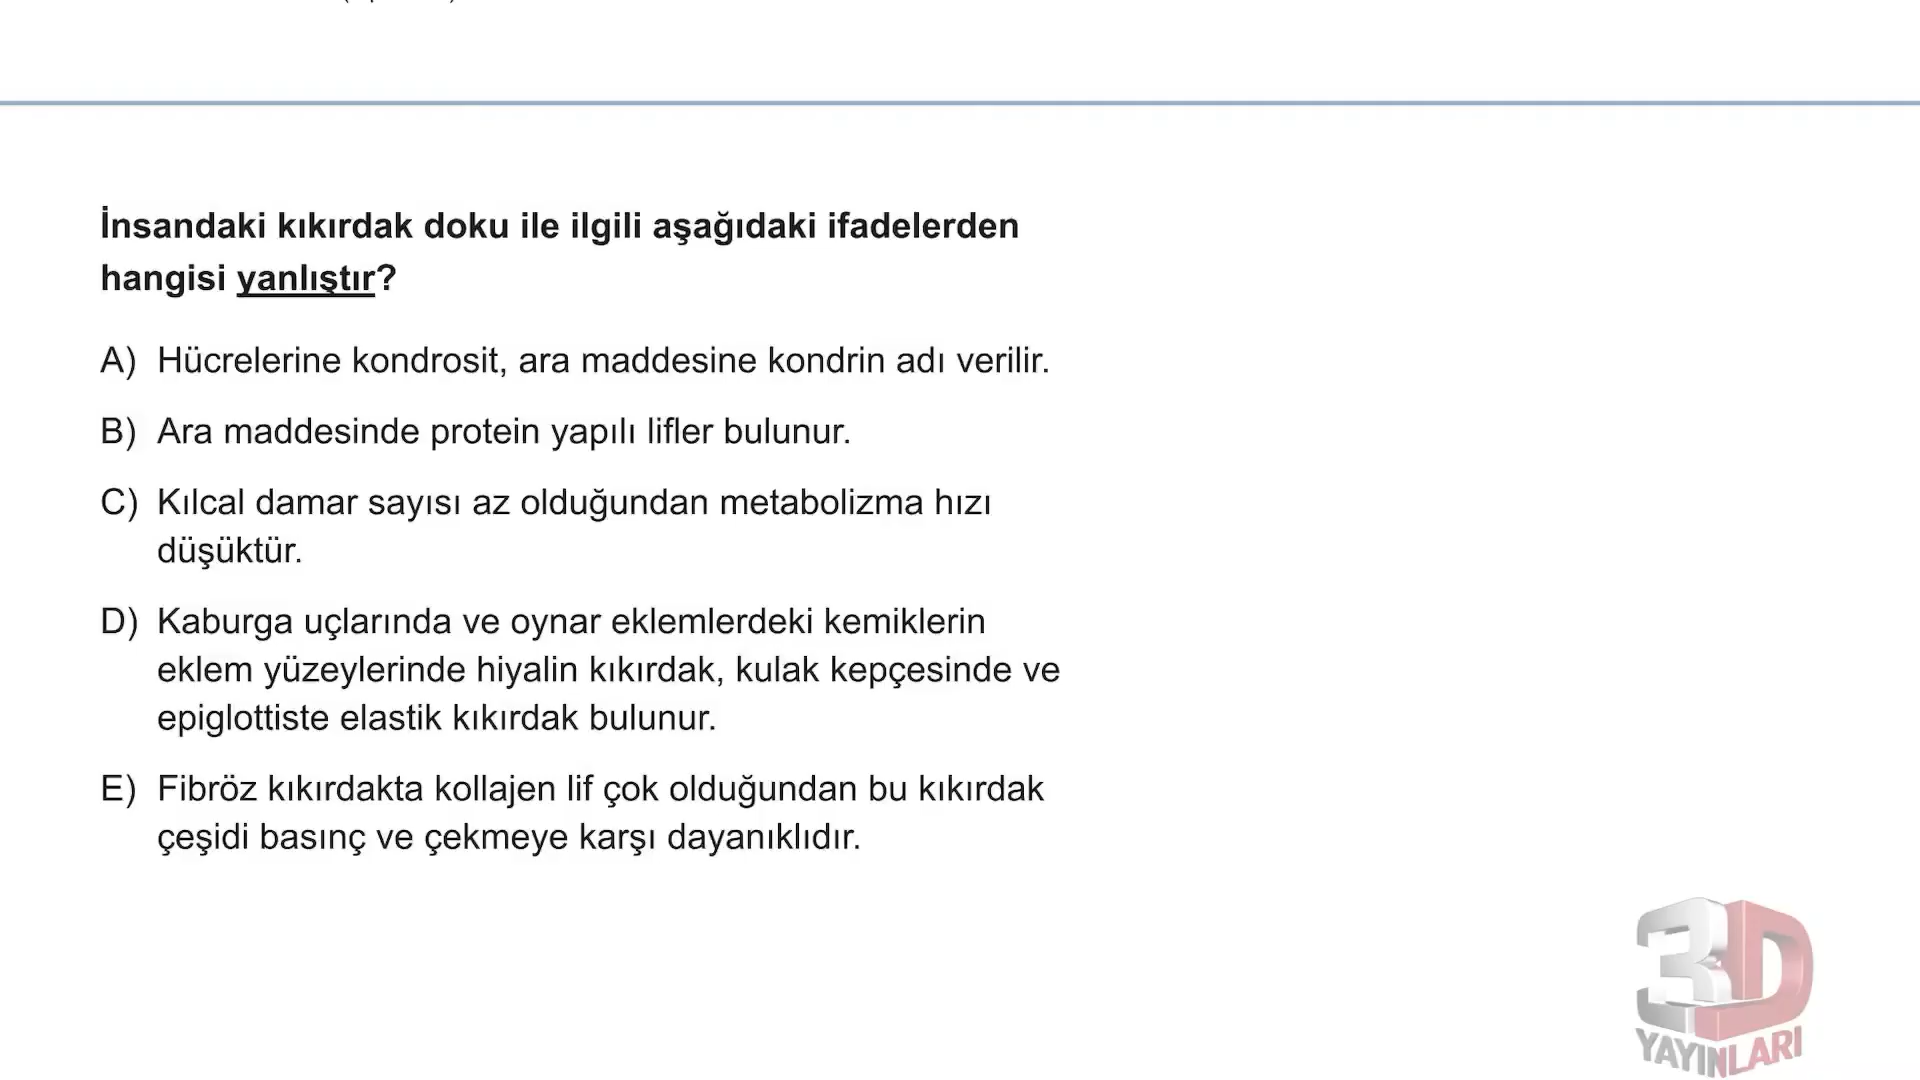 İnsandaki kıkırdak doku ile ilgili aşağıdaki ifadelerden
hangisi yanlıştır?
A) Hücrelerine kondrosit, ara maddesine kondrin adı verilir.
B) Ara maddesinde protein yapılı lifler bulunur.
C) Kılcal damar sayısı az olduğundan metabolizma hızı
düşüktür.
D) Kaburga uçlarında ve oynar eklemlerdeki kemiklerin
eklem yüzeylerinde hiyalin kıkırdak, kulak kepçesinde ve
epiglottiste elastik kıkırdak bulunur.
E) Fibröz kıkırdakta kollajen lif çok olduğundan bu kıkırdak
çeşidi basınç ve çekmeye karşı dayanıklıdır.
3D
YAYINLARI